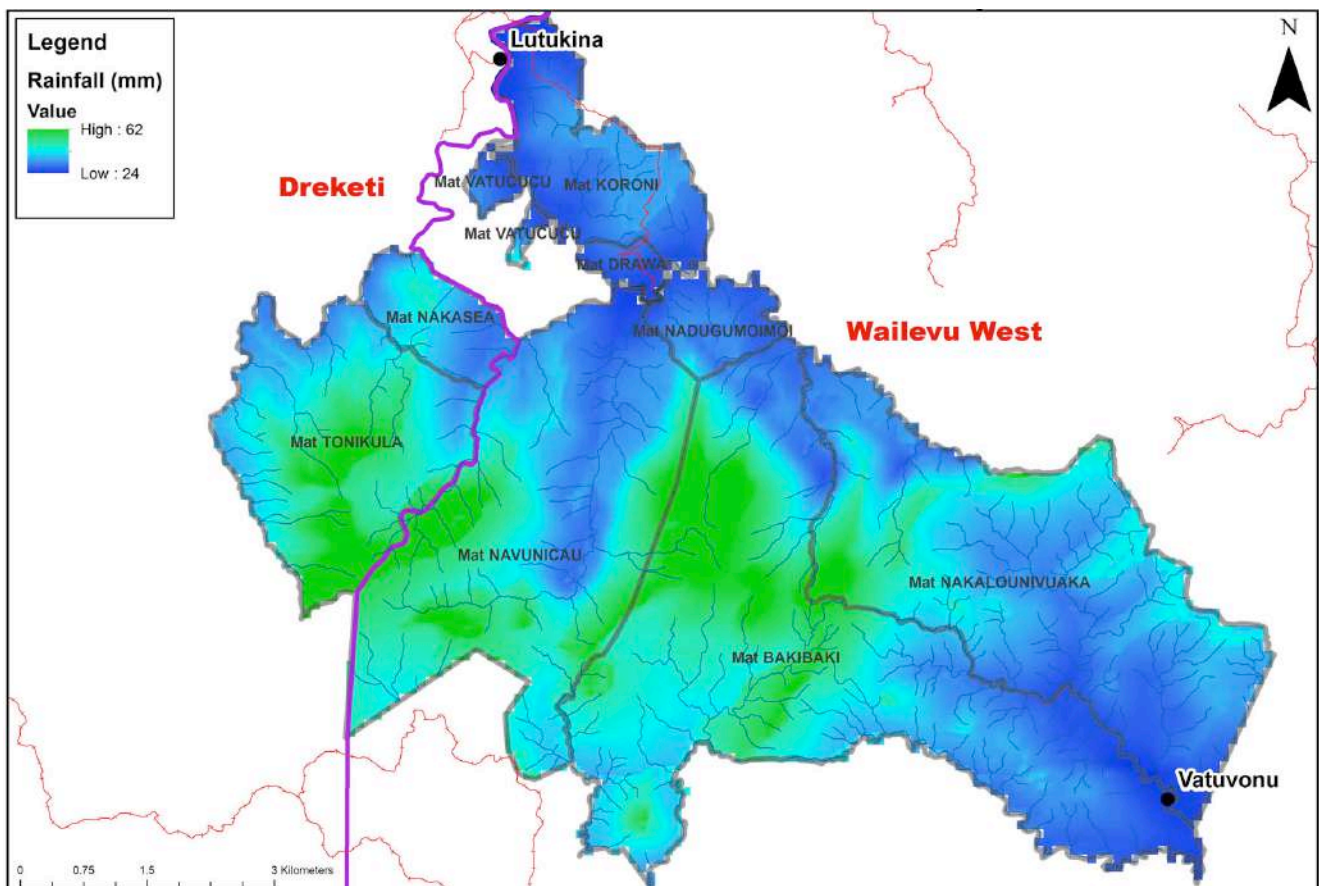 Legend
Rainfall (mm)
Value
High : 62
Low : 24
N
Lutukina
Dreketi
Mat VATUCUCU
Mat KORONI
Mat VATUCUCU
Mat DRAWA
Mat NAKASEA
Mat NADUGUMOIMOI
Wailevu West
Mat TONIKULA
Mat NAVUNICAU
Mat NAKALOUNIVUAKA
Mat BAKIBAKI
Vatuvonu
0 0.75 1.5 3 Kilometers